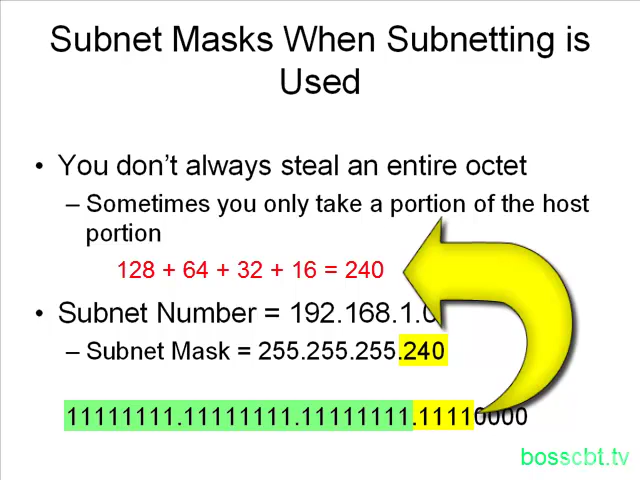 Subnet Masks When Subnetting is
Used
• You don't always steal an entire octet
– Sometimes you only take a portion of the host
portion
128 + 64 + 32 + 16 = 240
• Subnet Number = 192.168.1.0
– Subnet Mask = 255.255.255.240
11111111.11111111.11111111.11110000
bosscbt.tv